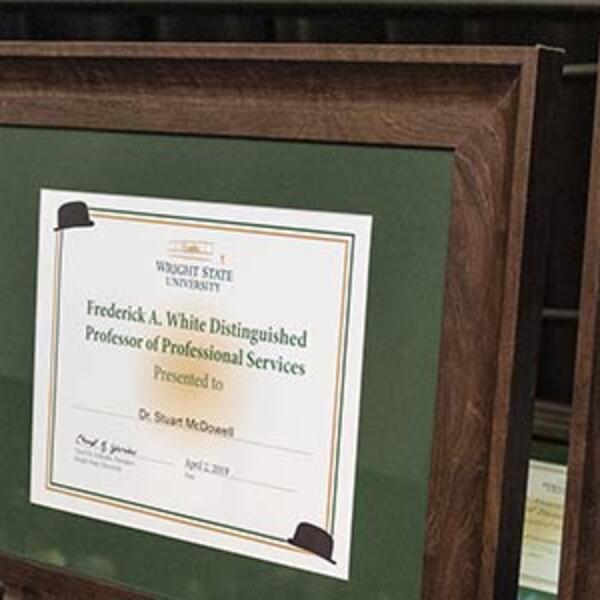 WRIGHT STATE
UNIVERSITY
Frederick A. White Distinguished
Professor of Professional Services
Presented to
Dr. Stuart McDowell
April 2, 2019